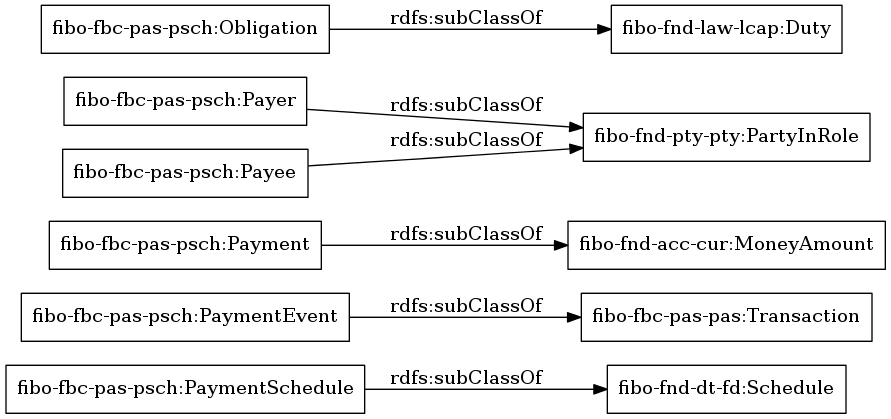 fibo-fbc-pas-psch:Obligation rdfs:subClassOf fibo-fnd-law-lcap:Duty
fibo-fbc-pas-psch:Payer rdfs:subClassOf
fibo-fnd-pty-pty:PartyInRole
fibo-fbc-pas-psch:Payee rdfs:subClassOf
fibo-fbc-pas-psch:Payment rdfs:subClassOf fibo-fnd-acc-cur:MoneyAmount
fibo-fbc-pas-psch:PaymentEvent rdfs:subClassOf fibo-fbc-pas-pas:Transaction
fibo-fbc-pas-psch:PaymentSchedule rdfs:subClassOf fibo-fnd-dt-fd:Schedule